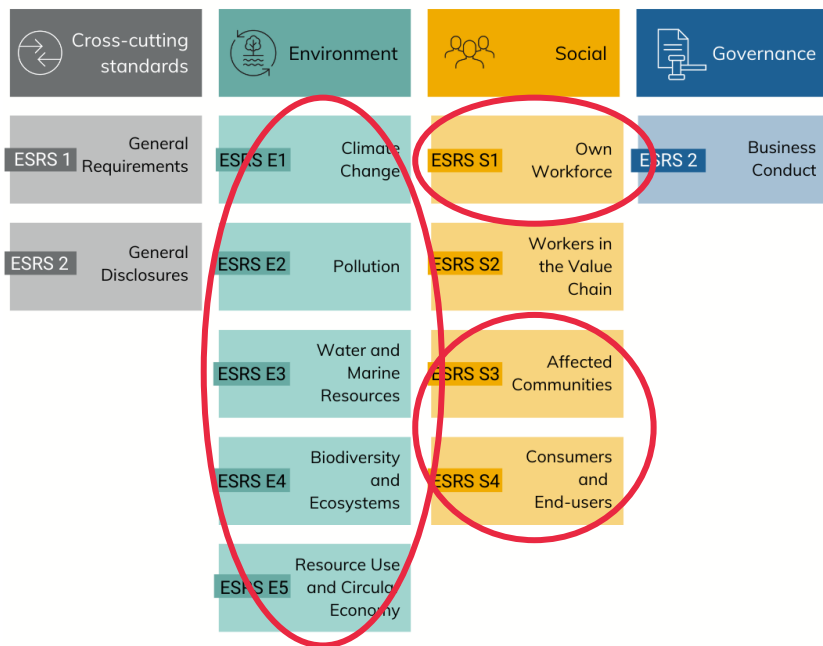 Cross-cutting
standards
Environment
Social
Governance
ESRS 1
General
Requirements
ESRS E1
Climate
Change
ESRS S1
Own
Workforce
ESRS 2
Business
Conduct
ESRS 2
General
Disclosures
ESRS E2
Pollution
ESRS S2
Workers in
the Value
Chain
ESRS E3
Water and
Marine
Resources
ESRS S3
Affected
Communities
ESRS E4
Biodiversity
and
Ecosystems
ESRS S4
Consumers
and
End-users
ESRS E5
Resource Use
and Circular
Economy